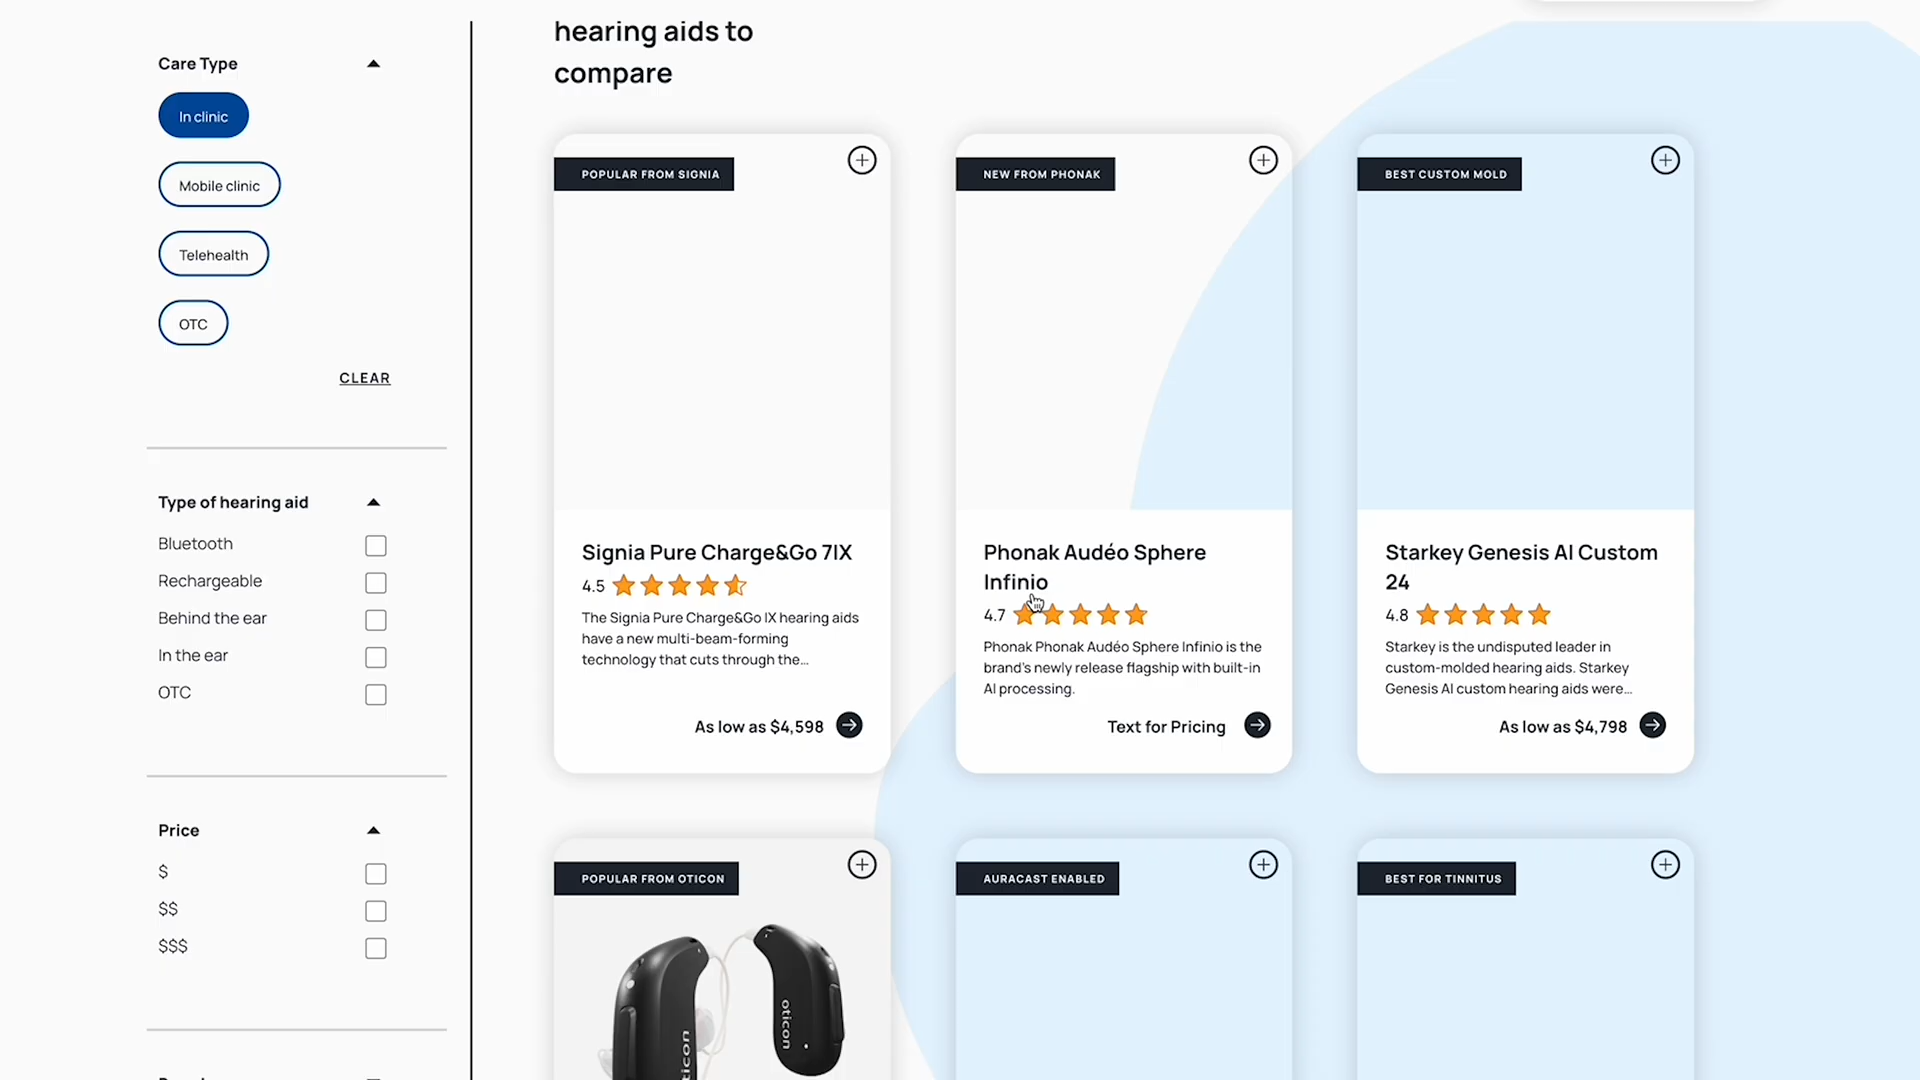 Care Type
In clinic
Mobile clinic
Telehealth
OTC
CLEAR
Type of hearing aid
Bluetooth
Rechargeable
Behind the ear
In the ear
OTC
Price
$
$$
$$$
hearing aids to
compare
POPULAR FROM SIGNIA
Signia Pure Charge&Go 7IX
4.5
The Signia Pure Charge&Go IX hearing aids
have a new multi-beam-forming
technology that cuts through the...
As low as $4,598
NEW FROM PHONAK
Phonak Audéo Sphere
Infinio
4.7
Phonak Phonak Audéo Sphere Infinio is the
brand's newly release flagship with built-in
AI processing.
Text for Pricing
BEST CUSTOM MOLD
Starkey Genesis AI Custom
24
4.8
Starkey is the undisputed leader in
custom-molded hearing aids. Starkey
Genesis AI custom hearing aids were...
As low as $4,798
POPULAR FROM OTICON
oticon
AURACAST ENABLED
BEST FOR TINNITUS